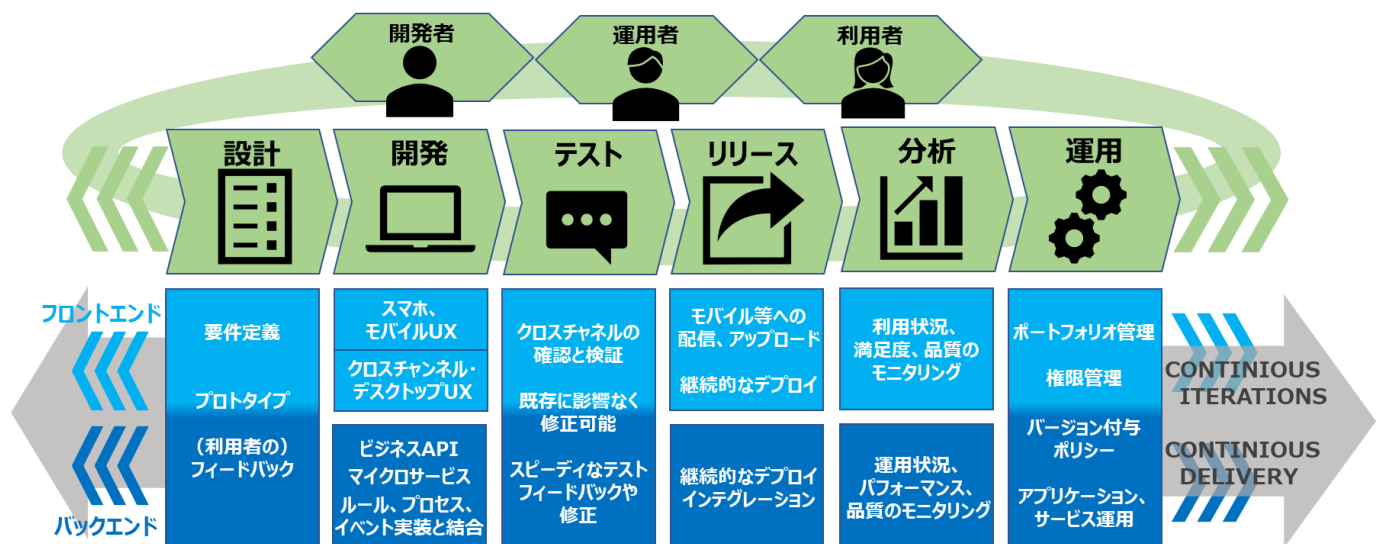 開発者
運用者
利用者
設計
開発
テスト
リリース
分析
運用
フロントエンド
バックエンド
要件定義
プロトタイプ
（利用者の）
フィードバック
スマホ、
モバイルUX
クロスチャンネル・
デスクトップUX
ビジネスAPI
マイクロサービス
ルール、プロセス、
イベント実装と結合
クロスチャネルの
確認と検証
既存に影響なく
修正可能
スピーディなテスト
フィードバックや
修正
モバイル等への
配信、アップロード
継続的なデプロイ
継続的なデプロイ
インテグレーション
利用状況、
満足度、品質の
モニタリング
運用状況、
パフォーマンス、
品質のモニタリング
ポートフォリオ管理
権限管理
バージョン付与
ポリシー
アプリケーション、
サービス運用
CONTINIOUS
ITERATIONS
CONTINIOUS
DELIVERY